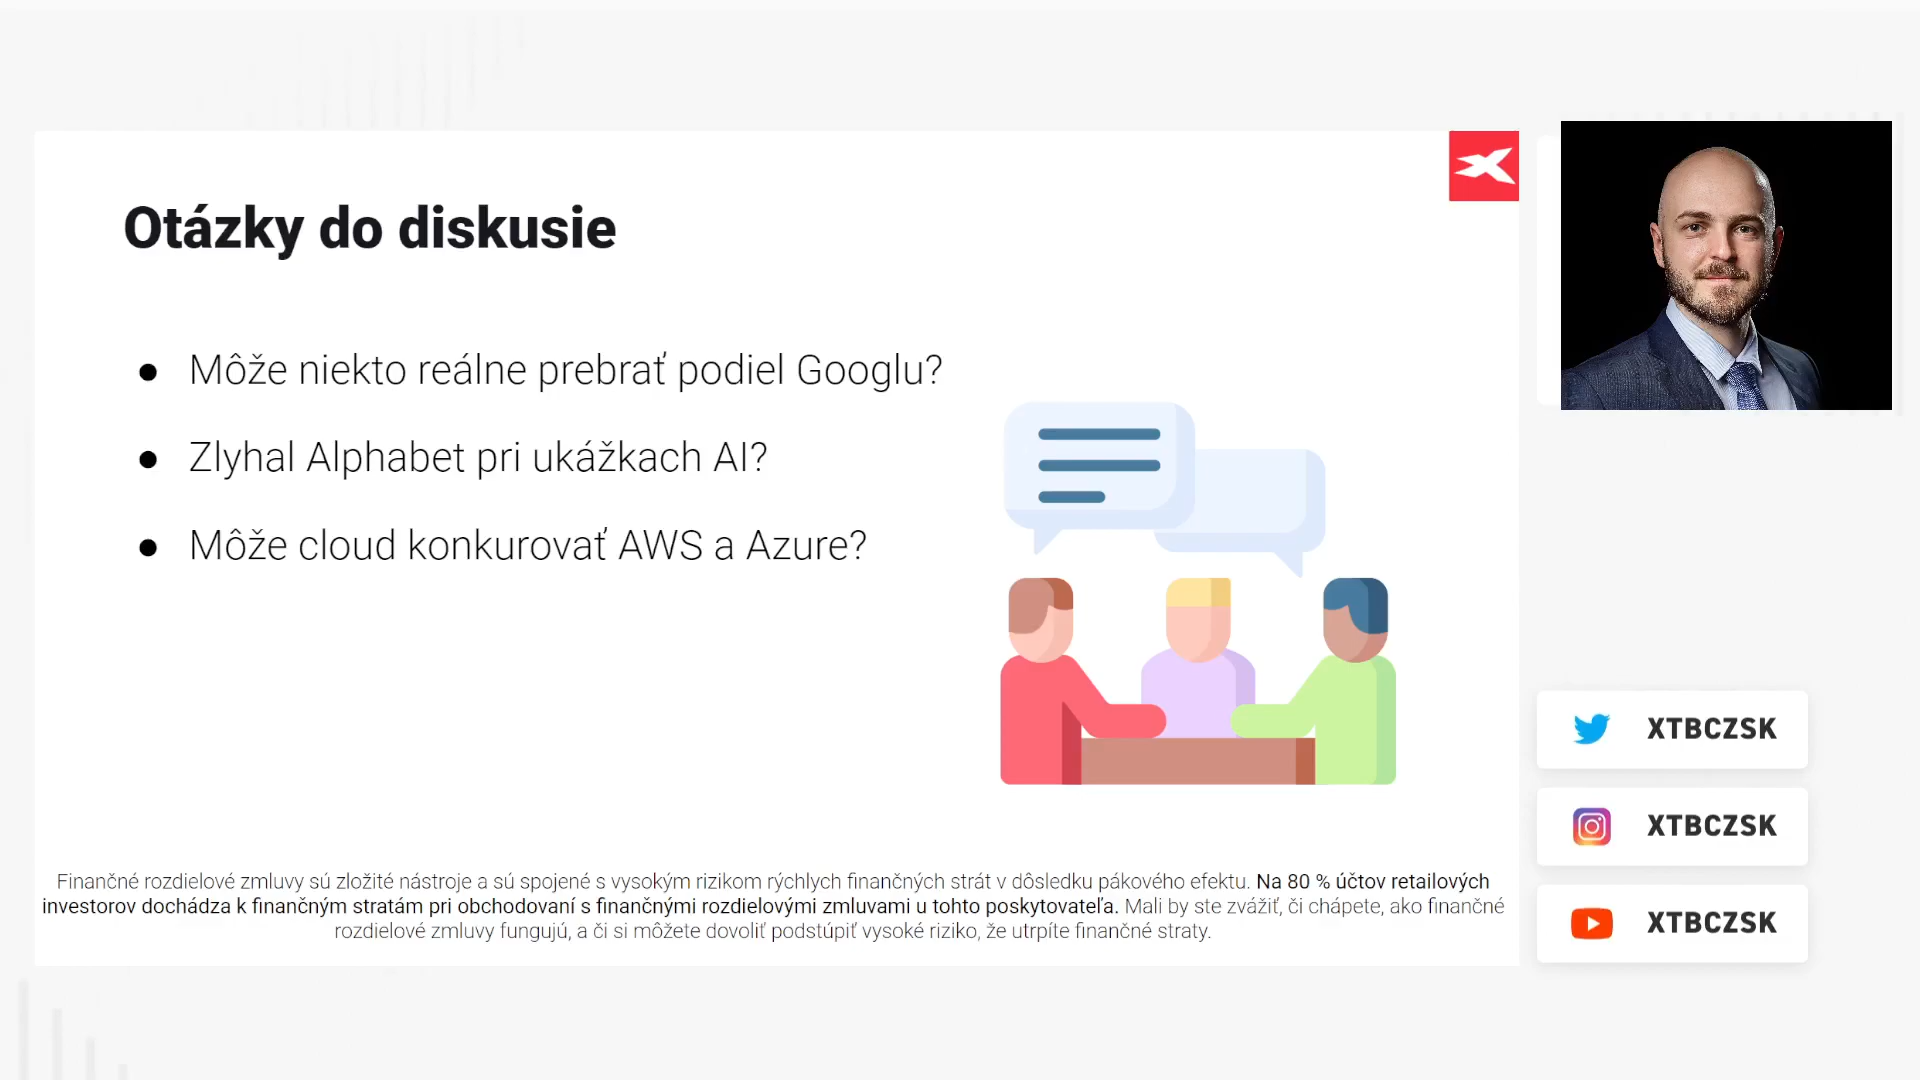 Otázky do diskusie
● Môže niekto reálne prebrať podiel Googlu?
● Zlyhal Alphabet pri ukážkach AI?
● Môže cloud konkurovať AWS a Azure?
Finančné rozdielové zmluvy sú zložité nástroje a sú spojené s vysokým rizikom rýchlych finančných strát v dôsledku pákového efektu. Na 80 % účtov retailových
investorov dochádza k finančným stratám pri obchodovaní s finančnými rozdielovými zmluvami u tohto poskytovateľa. Mali by ste zvážiť, či chápete, ako finančné
rozdielové zmluvy fungujú, a či si môžete dovoliť podstúpiť vysoké riziko, že utrpíte finančné straty.
XTBCZSK
XTBCZSK
XTBCZSK